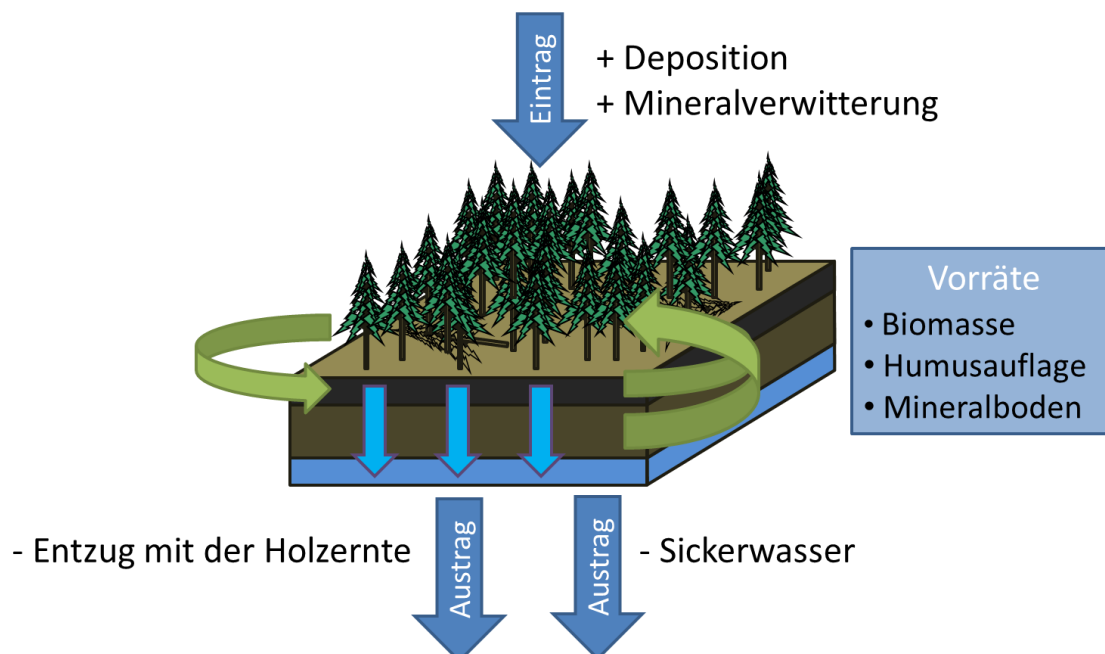 Eintrag
+ Deposition
+ Mineralverwitterung
Vorräte
• Biomasse
• Humusauflage
• Mineralboden
- Entzug mit der Holzernte
Austrag
Austrag
- Sickerwasser